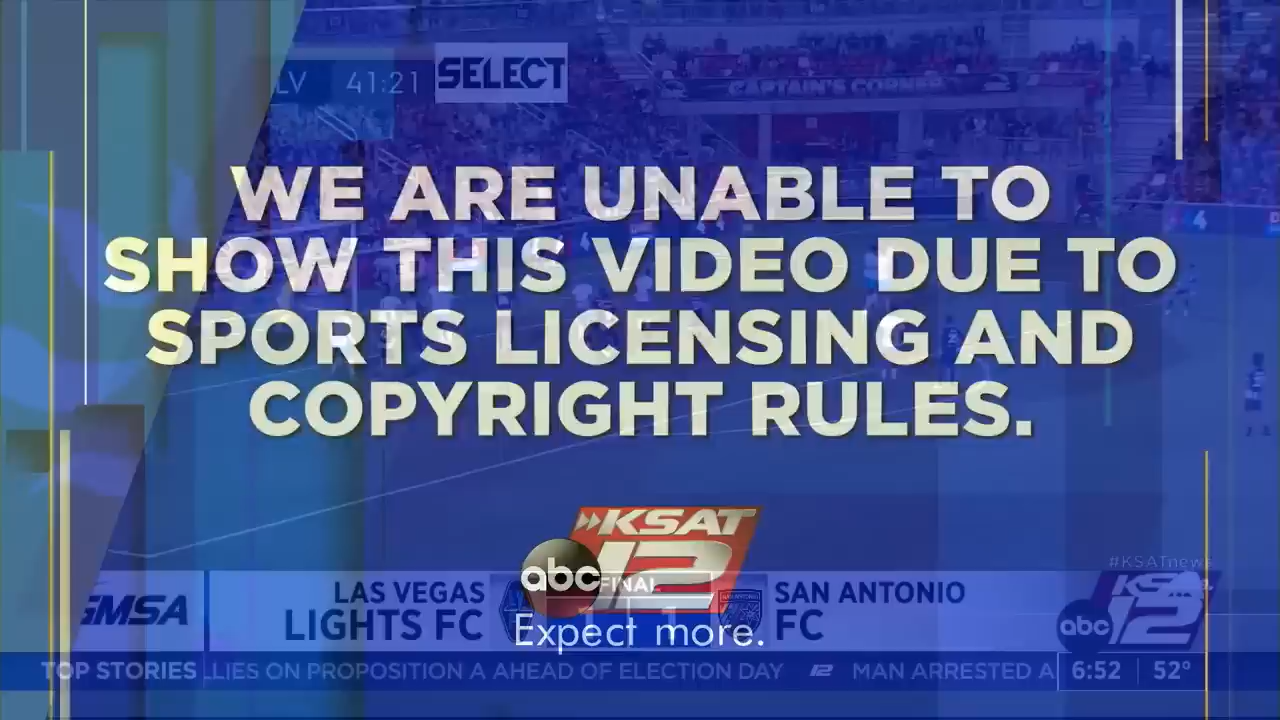 LV 41:21 SELECT
CAPTAIN'S CORNER
WE ARE UNABLE TO
SHOW THIS VIDEO DUE TO
SPORTS LICENSING AND
COPYRIGHT RULES.
KSAT
12
abc
Expect more.
#KSATnews
GMSA
LAS VEGAS
LIGHTS FC
FINAL
SAN ANTONIO
FC
KSAT
abc 12
TOP STORIES LLIES ON PROPOSITION A AHEAD OF ELECTION DAY 12 MAN ARRESTED A 6:52 52°